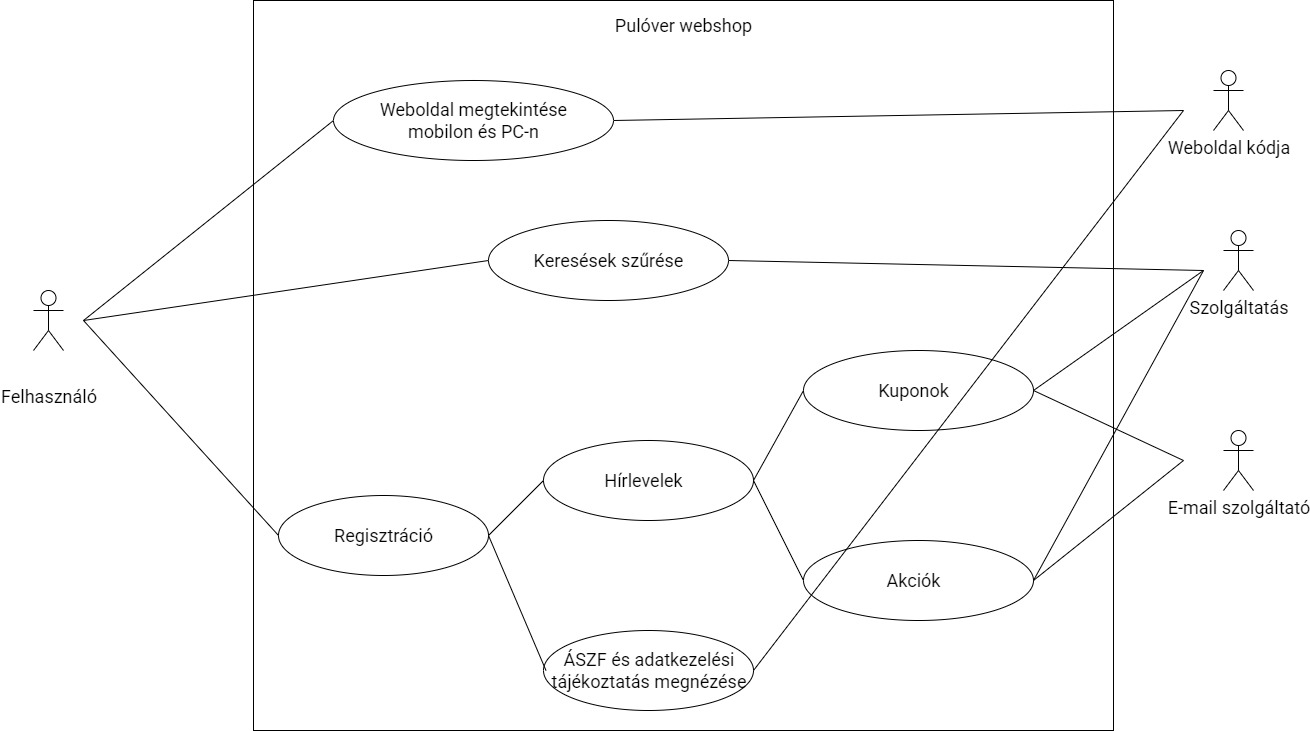 Pulóver webshop
Weboldal megtekintése
mobilon és PC-n
Weboldal kódja
Keresések szűrése
Szolgáltatás
Felhasználó
Kuponok
Hírlevelek
E-mail szolgáltató
Regisztráció
Akciók
ÁSZF és adatkezelési
tájékoztatás megnézése